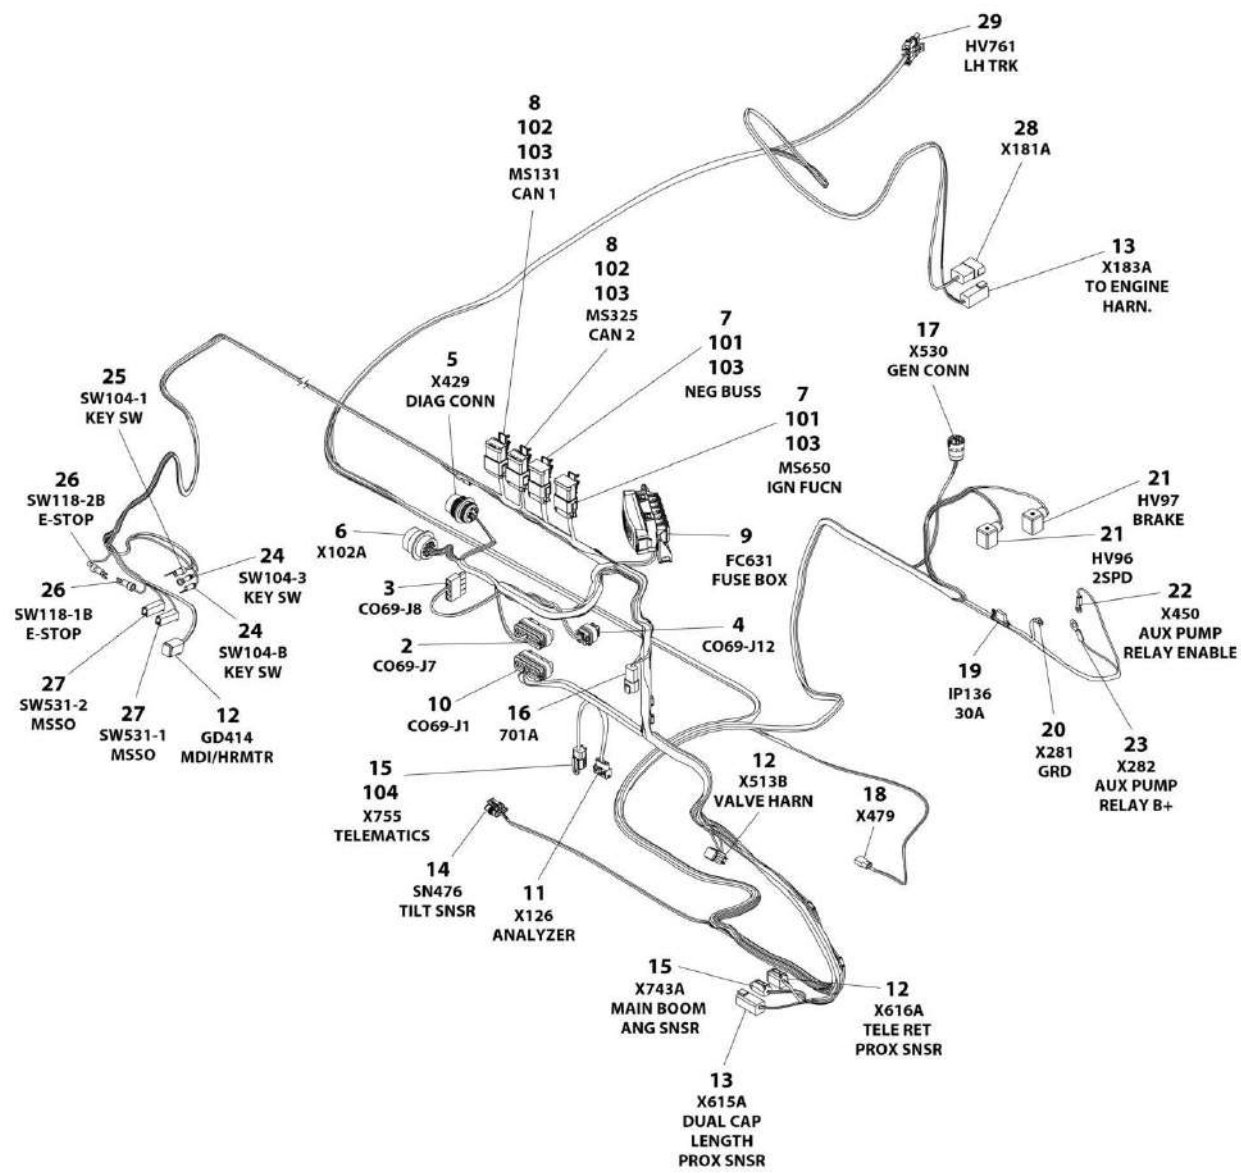 29
HV761
LH TRK
8
102
103
MS131
CAN 1
28
X181A
8
102
103
MS325
CAN 2
13
X183A
TO ENGINE
HARN.
7
101
103
NEG BUSS
17
X530
GEN CONN
5
X429
DIAG CONN
25
SW104-1
KEY SW
7
101
103
MS650
IGN FUCN
26
SW118-2B
E-STOP
21
HV97
BRAKE
6
X102A
9
FC631
FUSE BOX
21
HV96
2SPD
24
SW104-3
KEY SW
3
CO69-J8
22
X450
AUX PUMP
RELAY ENABLE
26
SW118-1B
E-STOP
24
SW104-B
KEY SW
2
CO69-J7
4
CO69-J12
19
IP136
30A
27
SW531-2
MSSO
27
SW531-1
MSSO
12
GD414
MDI/HRMTR
10
CO69-J1
16
701A
20
X281
GRD
23
X282
AUX PUMP
RELAY B+
15
104
X755
TELEMATICS
12
X513B
VALVE HARN
18
X479
14
SN476
TILT SNSR
11
X126
ANALYZER
15
X743A
MAIN BOOM
ANG SNSR
12
X616A
TELE RET
PROX SNSR
13
X615A
DUAL CAP
LENGTH
PROX SNSR